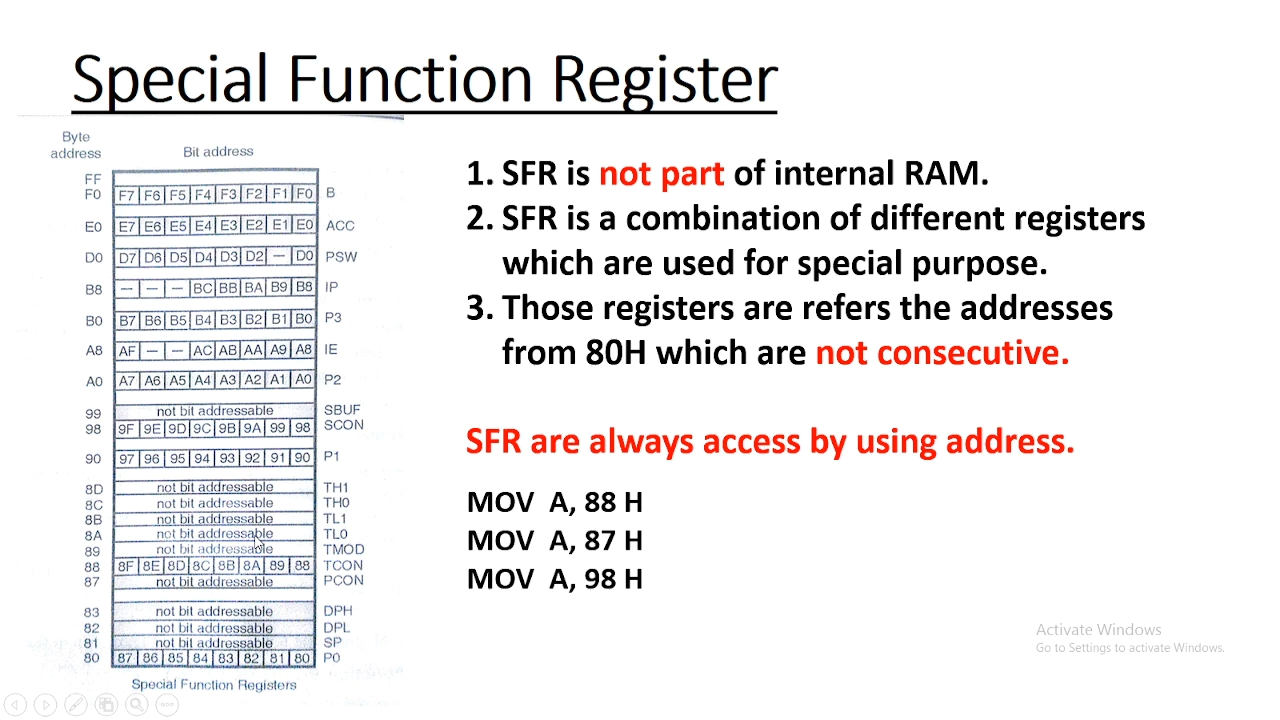 Special Function Register
Byte
address
Bit address
FF
F0 F7 F6 F5 F4 F3 F2 F1 F0 B
E0 E7 E6 E5 E4 E3 E2 E1 E0 ACC
D0 D7 D6 D5 D4 D3 D2 — D0 PSW
B8 — — — BC BB BA B9 B8 IP
B0 B7 B6 B5 B4 B3 B2 B1 B0 P3
A8 AF — — AC AB AA A9 A8 IE
A0 A7 A6 A5 A4 A3 A2 A1 A0 P2
99 not bit addressable SBUF
98 9F 9E 9D 9C 9B 9A 99 98 SCON
90 97 96 95 94 93 92 91 90 P1
8D not bit addressable TH1
8C not bit addressable TH0
8B not bit addressable TL1
8A not bit addressable TL0
89 not bit addressable TMOD
88 8F 8E 8D 8C 8B 8A 89 88 TCON
87 not bit addressable PCON
83 not bit addressable DPH
82 not bit addressable DPL
81 not bit addressable SP
80 87 86 85 84 83 82 81 80 P0
Special Function Registers
1. SFR is not part of internal RAM.
2. SFR is a combination of different registers
which are used for special purpose.
3. Those registers are refers the addresses
from 80H which are not consecutive.
SFR are always access by using address.
MOV A, 88 H
MOV A, 87 H
MOV A, 98 H
Activate Windows
Go to Settings to activate Windows.